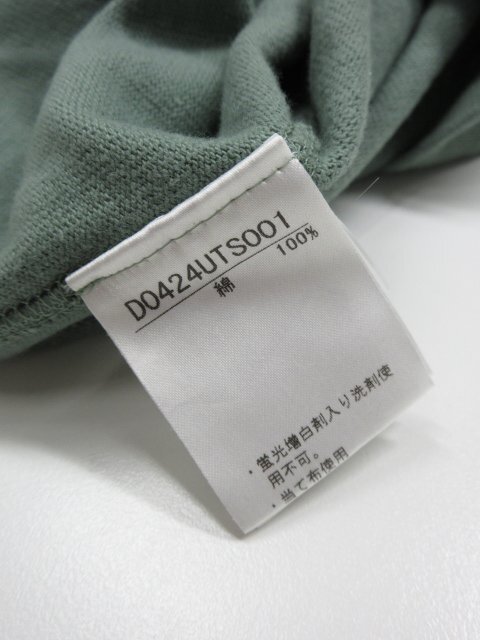 D0424UTS001
綿 100%
・蛍光増白剤入り洗剤使
用不可。
・当て布使用